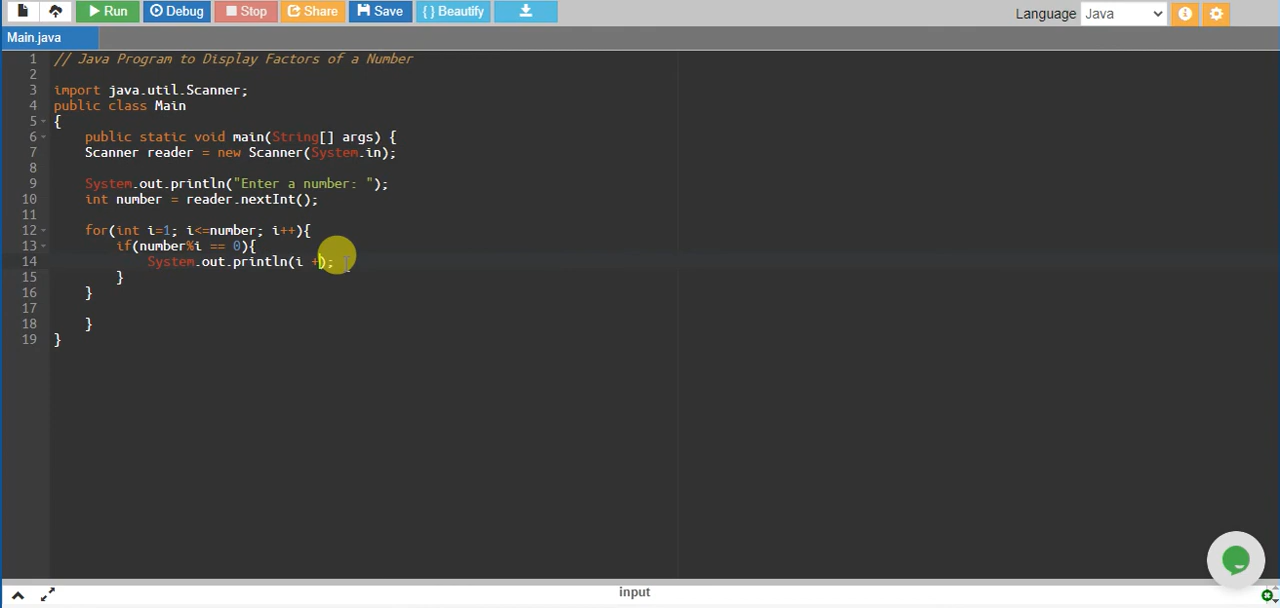 Run Debug Stop Share Save { } Beautify Language Java
Main.java
1 // Java Program to Display Factors of a Number
2
3 import java.util.Scanner;
4 public class Main
5 {
6 public static void main(String[] args) {
7 Scanner reader = new Scanner(System.in);
8
9 System.out.println("Enter a number: ");
10 int number = reader.nextInt();
11
12 for(int i=1; i<=number; i++){
13 if(number%i == 0){
14 System.out.println(i +);
15 }
16 }
17
18 }
19 }
input